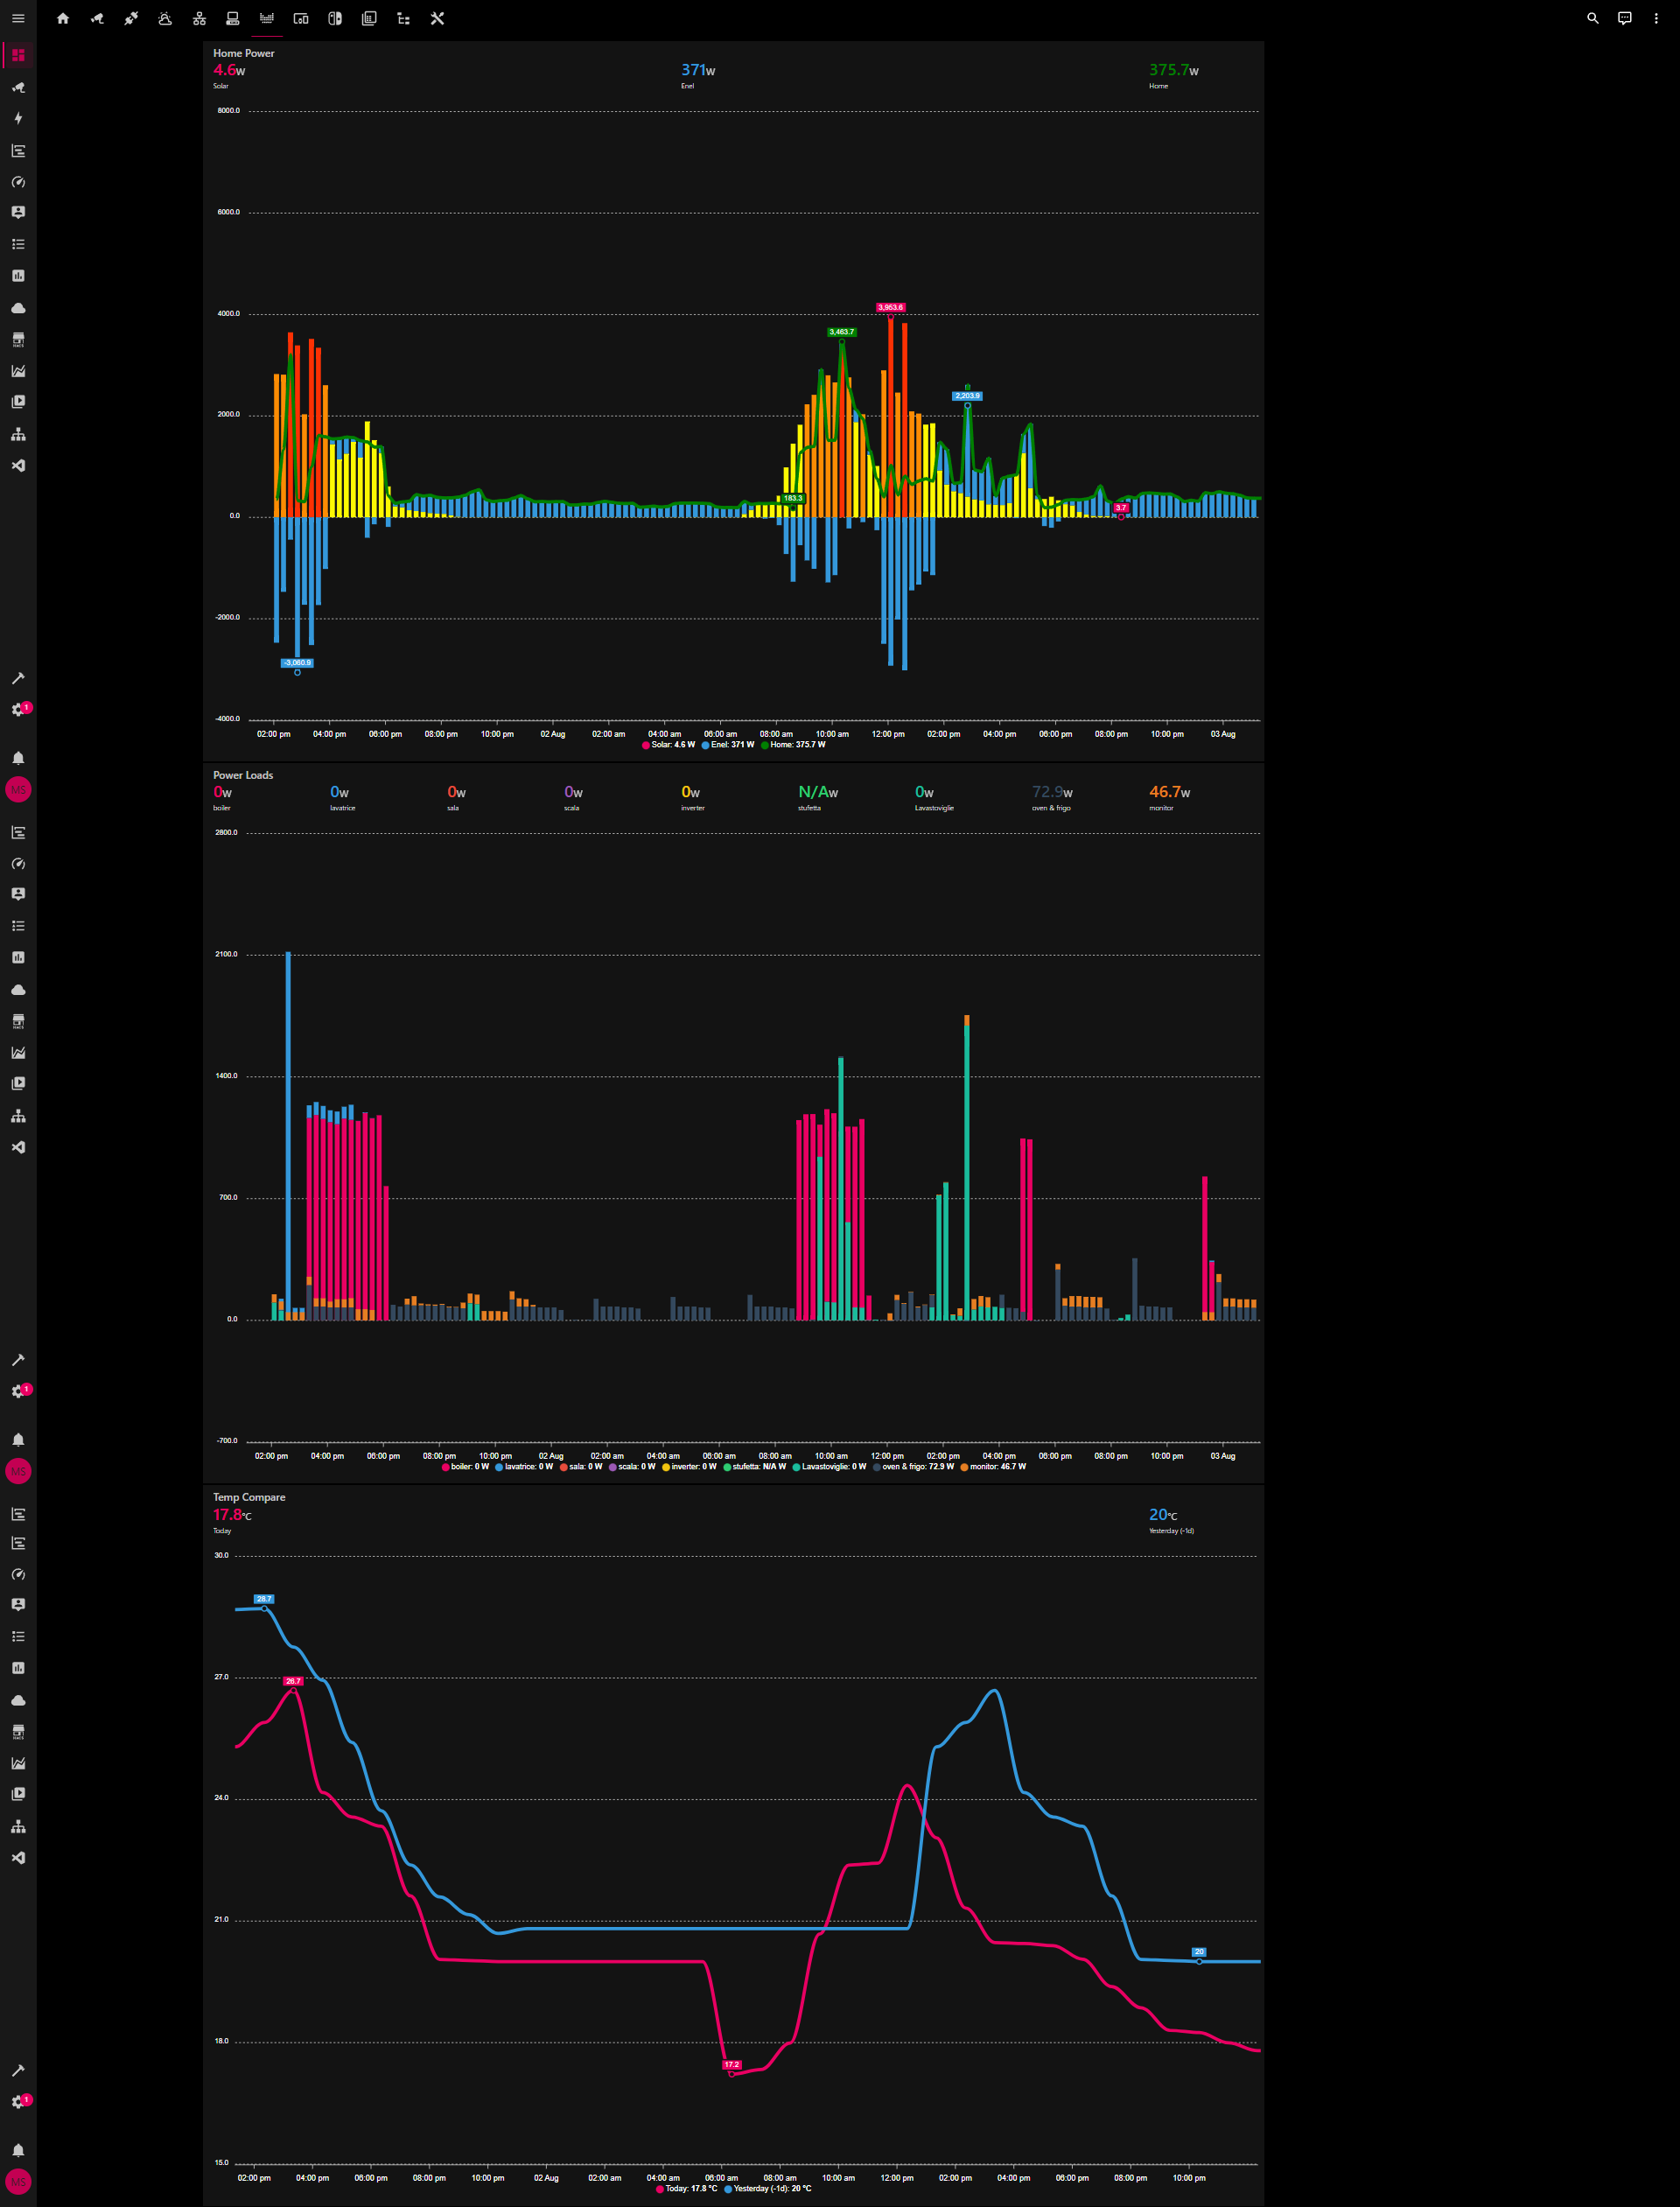 Home Power
4.6W 371W 375.7W
Solar Enel Home
8000.0
6000.0
4000.0
2000.0
0.0
-2000.0
-4000.0
3,953.6
3,463.7
2,203.9
183.3
3.7
-3,060.9
02:00 pm 04:00 pm 06:00 pm 08:00 pm 10:00 pm 02 Aug 02:00 am 04:00 am 06:00 am 08:00 am 10:00 am 12:00 pm 02:00 pm 04:00 pm 06:00 pm 08:00 pm 10:00 pm 03 Aug
Solar: 4.6 W Enel: 371 W Home: 375.7 W
Power Loads
0W 0W 0W 0W 0W N/AW 0W 72.9W 46.7W
boiler lavatrice sala scala inverter stufetta Lavastoviglie oven & frigo monitor
2800.0
2100.0
1400.0
700.0
0.0
-700.0
02:00 pm 04:00 pm 06:00 pm 08:00 pm 10:00 pm 02 Aug 02:00 am 04:00 am 06:00 am 08:00 am 10:00 am 12:00 pm 02:00 pm 04:00 pm 06:00 pm 08:00 pm 10:00 pm 03 Aug
boiler: 0 W lavatrice: 0 W sala: 0 W scala: 0 W inverter: 0 W stufetta: N/A W Lavastoviglie: 0 W oven & frigo: 72.9 W monitor: 46.7 W
Temp Compare
17.8°C 20°C
Today Yesterday (-1d)
30.0
28.7
27.0
26.7
24.0
21.0
20
18.0
17.2
15.0
02:00 pm 04:00 pm 06:00 pm 08:00 pm 10:00 pm 02 Aug 02:00 am 04:00 am 06:00 am 08:00 am 10:00 am 12:00 pm 02:00 pm 04:00 pm 06:00 pm 08:00 pm 10:00 pm
Today: 17.8 °C Yesterday (-1d): 20 °C
1
MS
1
MS
1
MS